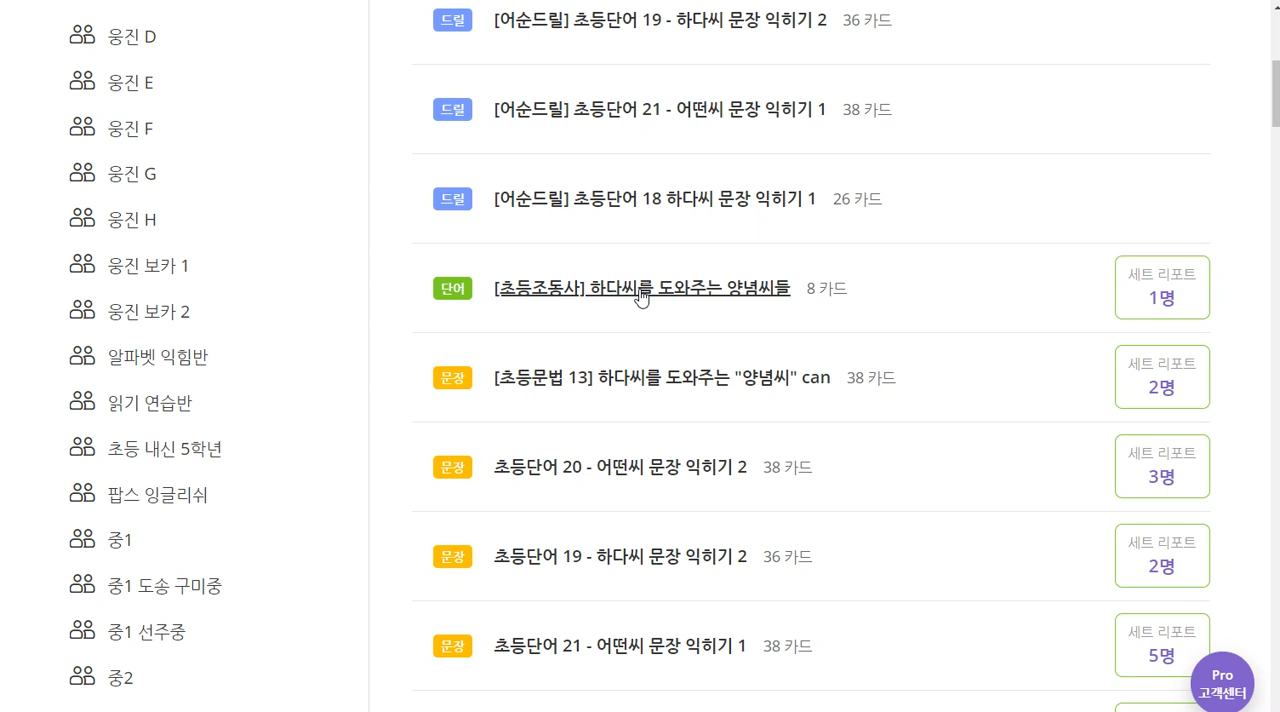 웅진 D
웅진 E
웅진 F
웅진 G
웅진 H
웅진 보카 1
웅진 보카 2
알파벳 익힘반
읽기 연습반
초등 내신 5학년
팝스 잉글리쉬
중1
중1 도송 구미중
중1 선주중
중2
드릴 [어순드릴] 초등단어 19 - 하다씨 문장 익히기 2 36 카드
드릴 [어순드릴] 초등단어 21 - 어떤씨 문장 익히기 1 38 카드
드릴 [어순드릴] 초등단어 18 하다씨 문장 익히기 1 26 카드
단어 [초등조동사] 하다씨를 도와주는 양념씨들 8 카드
세트 리포트
1명
문장 [초등문법 13] 하다씨를 도와주는 "양념씨" can 38 카드
세트 리포트
2명
문장 초등단어 20 - 어떤씨 문장 익히기 2 38 카드
세트 리포트
3명
문장 초등단어 19 - 하다씨 문장 익히기 2 36 카드
세트 리포트
2명
문장 초등단어 21 - 어떤씨 문장 익히기 1 38 카드
세트 리포트
5명
Pro
고객센터